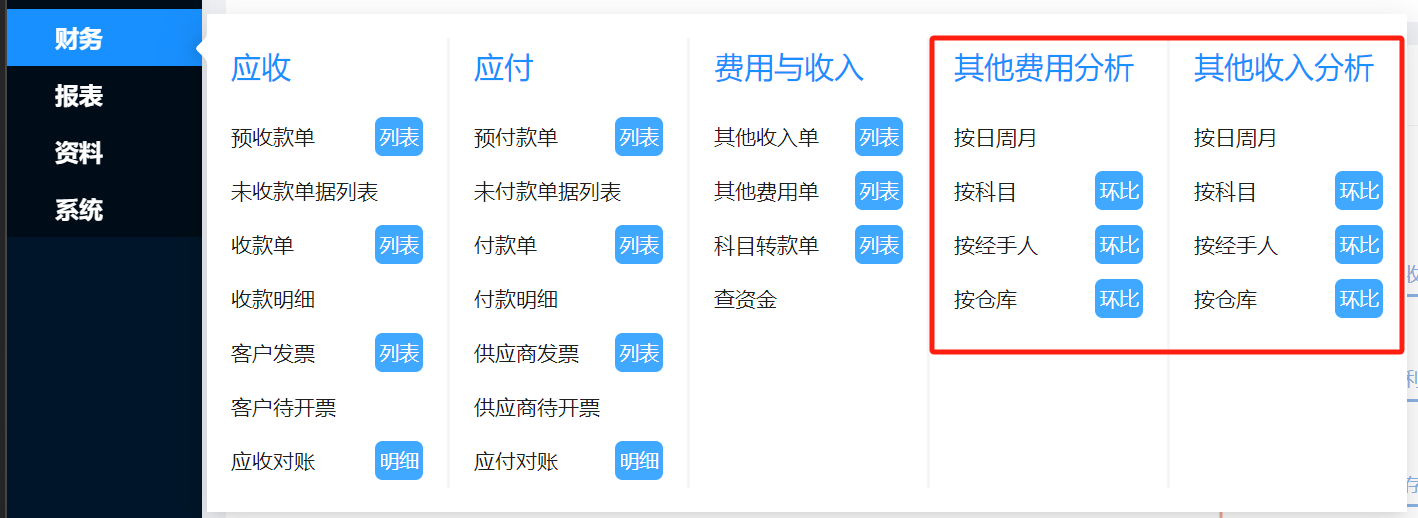 财务
报表
资料
系统
应收
预收款单 列表
未收款单据列表
收款单 列表
收款明细
客户发票 列表
客户待开票
应收对账 明细
应付
预付款单 列表
未付款单据列表
付款单 列表
付款明细
供应商发票 列表
供应商待开票
应付对账 明细
费用与收入
其他收入单 列表
其他费用单 列表
科目转款单 列表
查资金
其他费用分析
按日周月
按科目 环比
按经手人 环比
按仓库 环比
其他收入分析
按日周月
按科目 环比
按经手人 环比
按仓库 环比